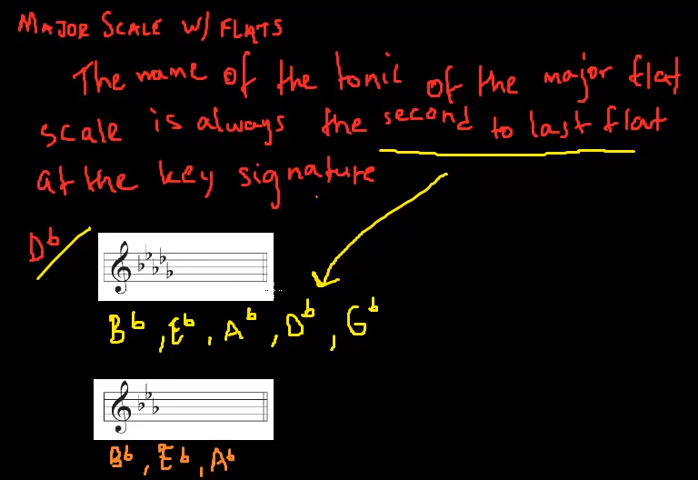 MAJOR SCALE W/ FLATS
The name of the tonic of the major flat
scale is always the second to last flat
at the key signature
D♭
B♭, E♭, A♭, D♭, G♭
B♭, E♭, A♭